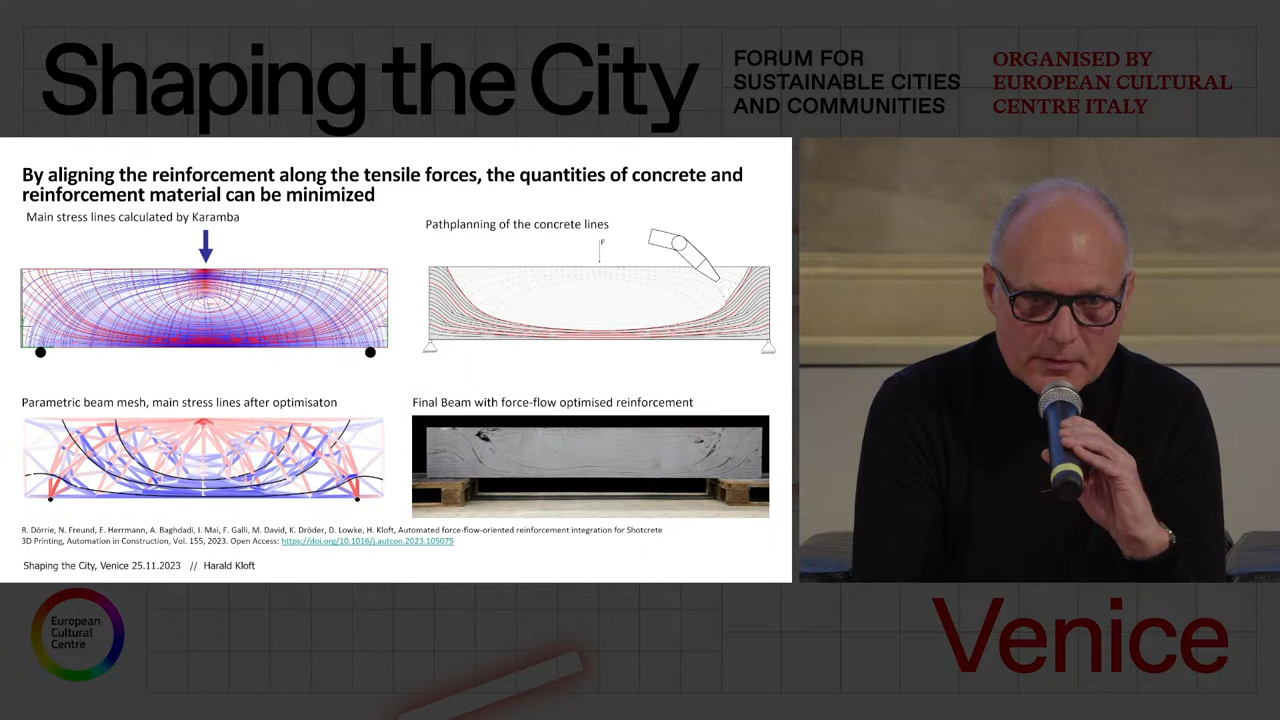 Shaping the City
FORUM FOR
SUSTAINABLE CITIES
AND COMMUNITIES
ORGANISED BY
EUROPEAN CULTURAL
CENTRE ITALY
By aligning the reinforcement along the tensile forces, the quantities of concrete and
reinforcement material can be minimized
Main stress lines calculated by Karamba
Pathplanning of the concrete lines
F
Parametric beam mesh, main stress lines after optimisaton
Final Beam with force-flow optimised reinforcement
R. Dörrie, N. Freund, E. Herrmann, A. Baghdadi, I. Mai, F. Galli, M. David, K. Dröder, D. Lowke, H. Kloft, Automated force-flow-oriented reinforcement integration for Shotcrete
3D Printing, Automation in Construction, Vol. 155, 2023. Open Access: https://doi.org/10.1016/j.autcon.2023.105075
Shaping the City, Venice 25.11.2023 // Harald Kloft
European
Cultural
Centre
Venice